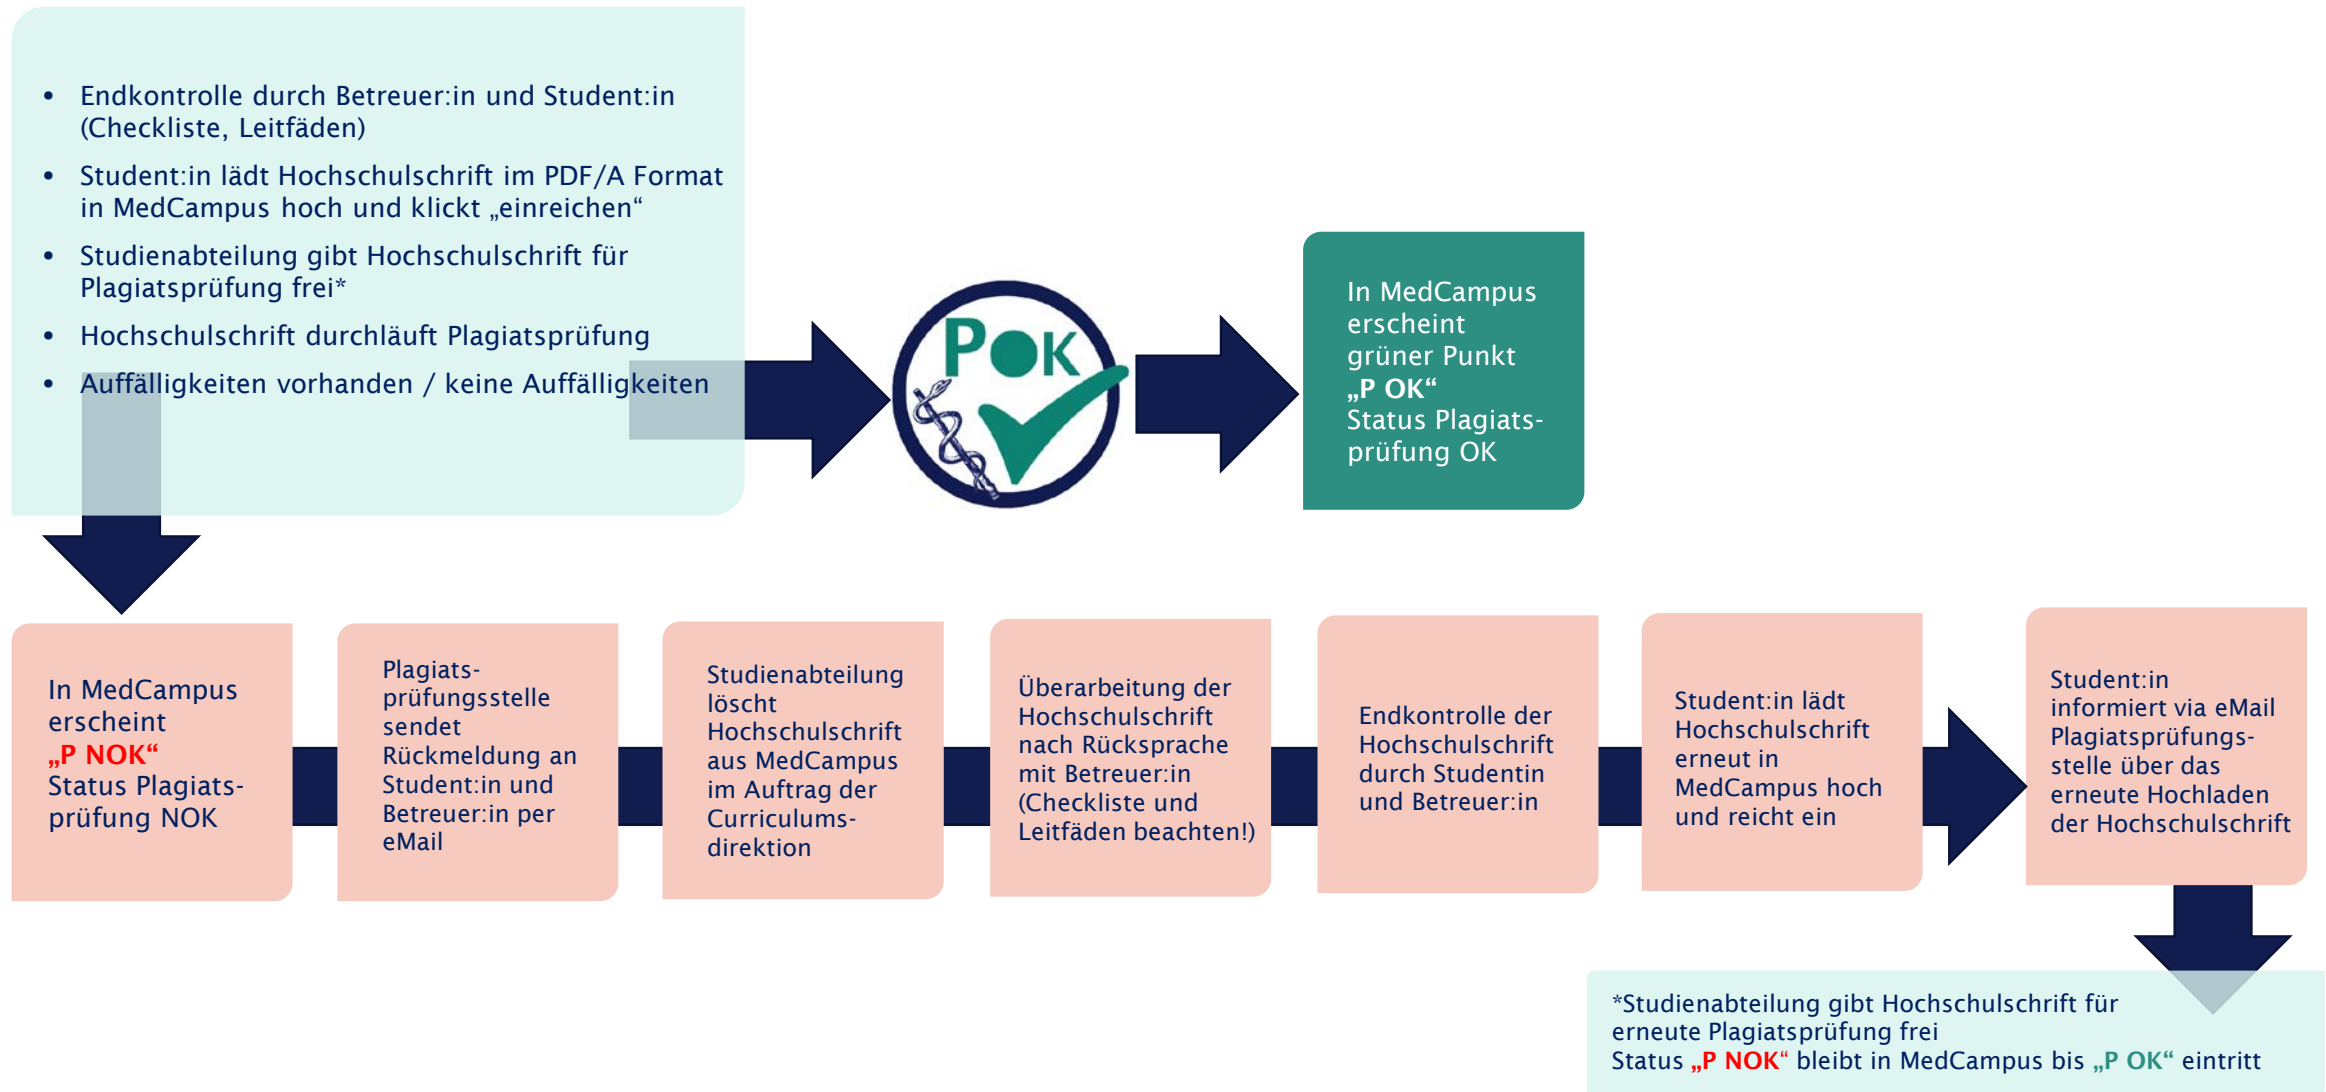 • Endkontrolle durch Betreuer:in und Student:in
(Checkliste, Leitfäden)
• Student:in lädt Hochschulschrift im PDF/A Format
in MedCampus hoch und klickt „einreichen“
• Studienabteilung gibt Hochschulschrift für
Plagiatsprüfung frei*
• Hochschulschrift durchläuft Plagiatsprüfung
• Auffälligkeiten vorhanden / keine Auffälligkeiten
P OK
In MedCampus
erscheint
grüner Punkt
„P OK“
Status Plagiats-
prüfung OK
In MedCampus
erscheint
„P NOK“
Status Plagiats-
prüfung NOK
Plagiats-
prüfungsstelle
sendet
Rückmeldung an
Student:in und
Betreuer:in per
eMail
Studienabteilung
löscht
Hochschulschrift
aus MedCampus
im Auftrag der
Curriculums-
direktion
Überarbeitung der
Hochschulschrift
nach Rücksprache
mit Betreuer:in
(Checkliste und
Leitfäden beachten!)
Endkontrolle der
Hochschulschrift
durch Studentin
und Betreuer:in
Student:in lädt
Hochschulschrift
erneut in
MedCampus hoch
und reicht ein
Student:in
informiert via eMail
Plagiatsprüfungs-
stelle über das
erneute Hochladen
der Hochschulschrift
*Studienabteilung gibt Hochschulschrift für
erneute Plagiatsprüfung frei
Status „P NOK“ bleibt in MedCampus bis „P OK“ eintritt